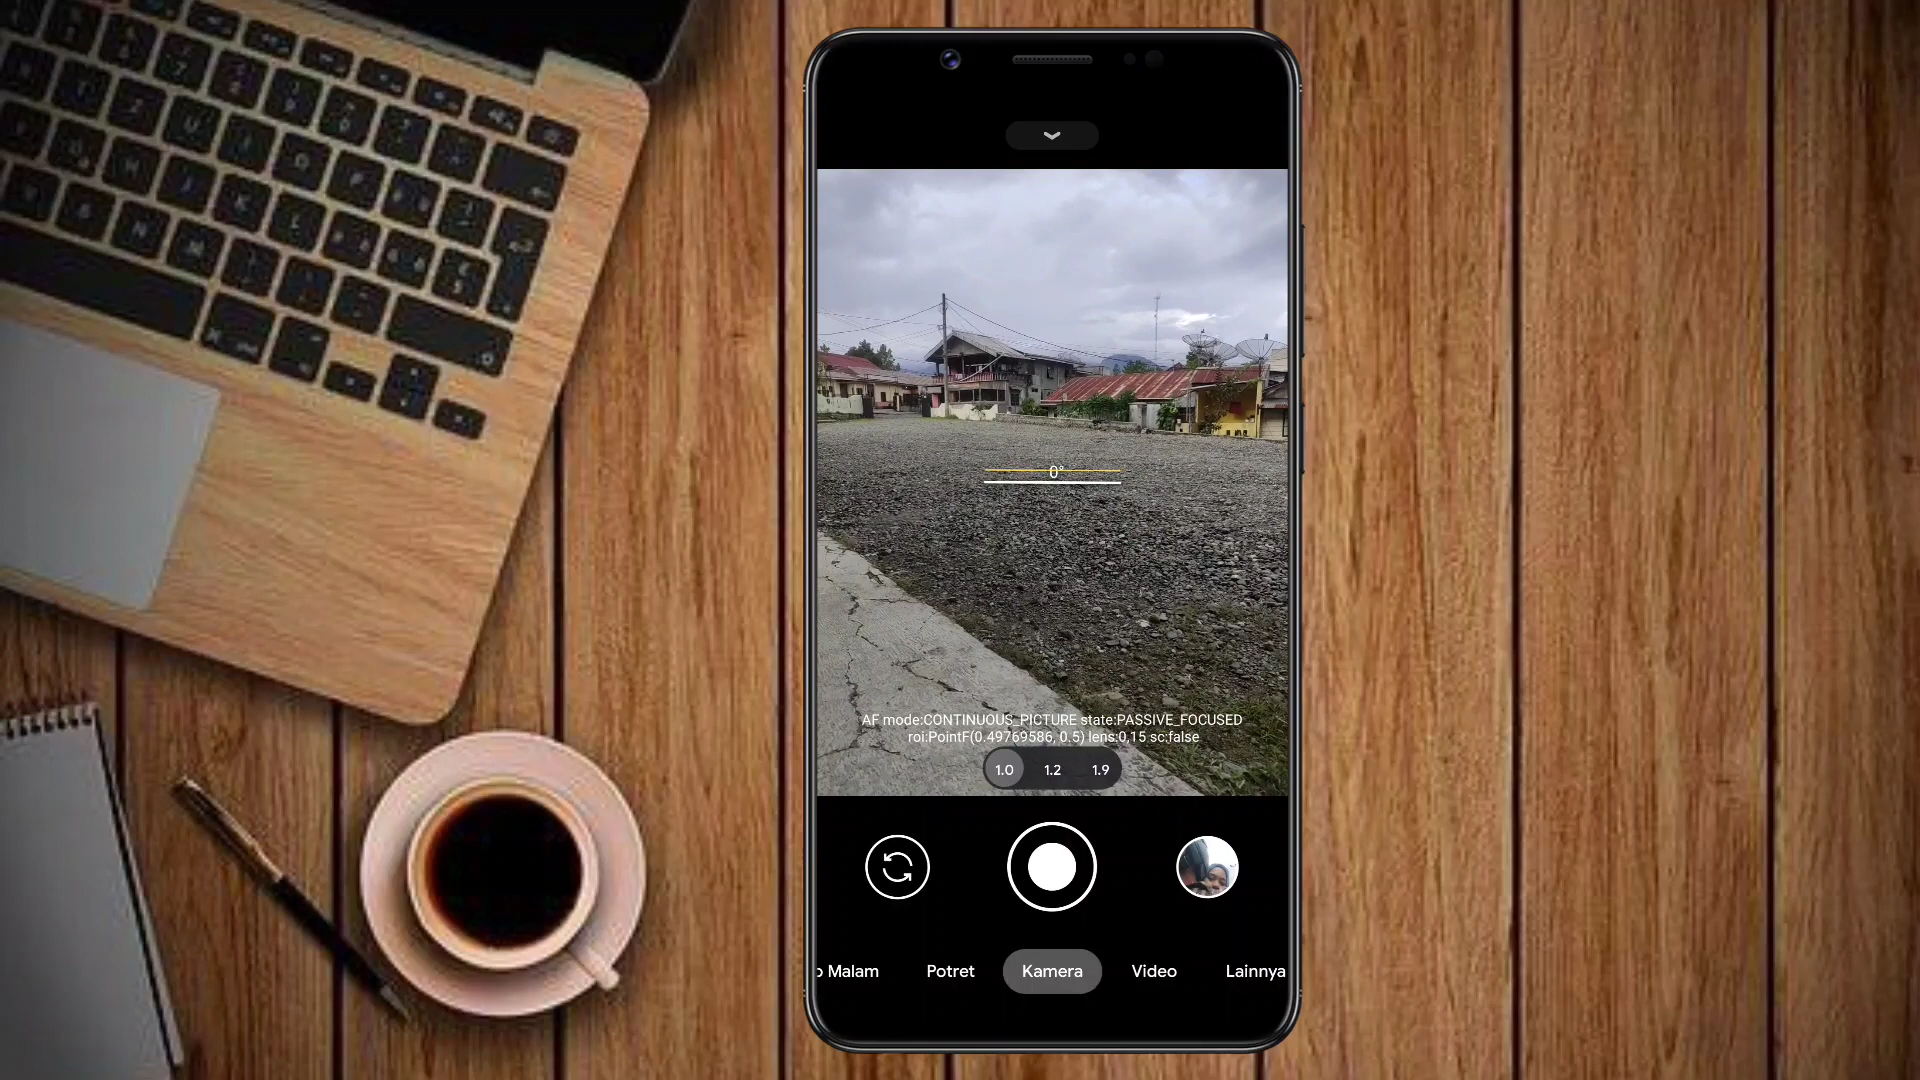 0°
AF mode:CONTINUOUS_PICTURE state:PASSIVE_FOCUSED
roi:PointF(0.49769586, 0.5) lens:0,15 sc:false
1.0 1.2 1.9
o Malam Potret Kamera Video Lainnya